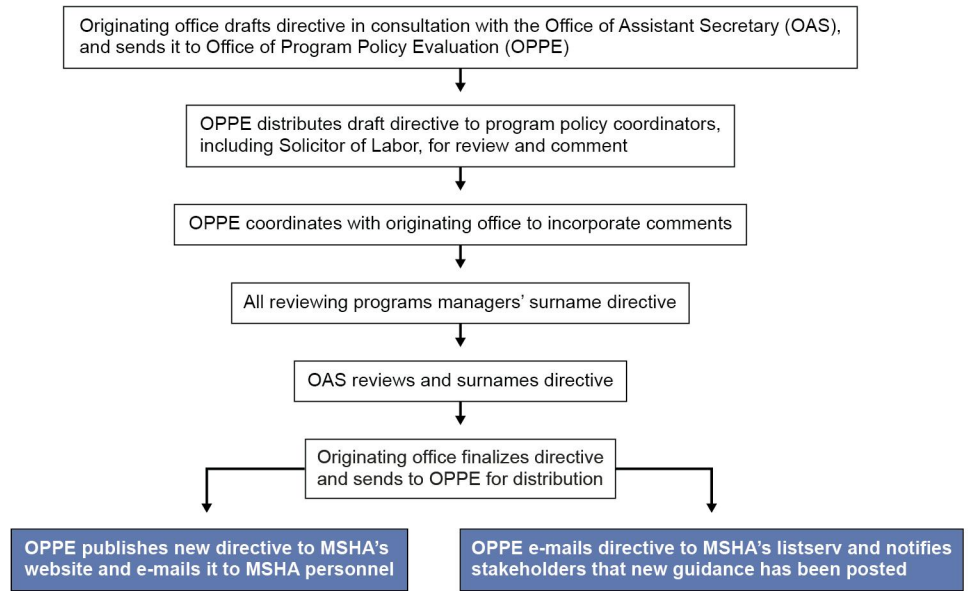 Originating office drafts directive in consultation with the Office of Assistant Secretary (OAS),
and sends it to Office of Program Policy Evaluation (OPPE)
OPPE distributes draft directive to program policy coordinators,
including Solicitor of Labor, for review and comment
OPPE coordinates with originating office to incorporate comments
All reviewing programs managers’ surname directive
OAS reviews and surnames directive
Originating office finalizes directive
and sends to OPPE for distribution
OPPE publishes new directive to MSHA’s
website and e-mails it to MSHA personnel
OPPE e-mails directive to MSHA’s listserv and notifies
stakeholders that new guidance has been posted